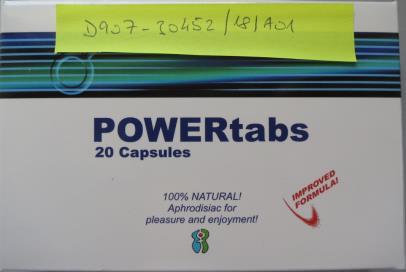 D907-30452/18/A01
POWERtabs
20 Capsules
100% NATURAL!
Aphrodisiac for
pleasure and enjoyment!
IMPROVED
FORMULA!